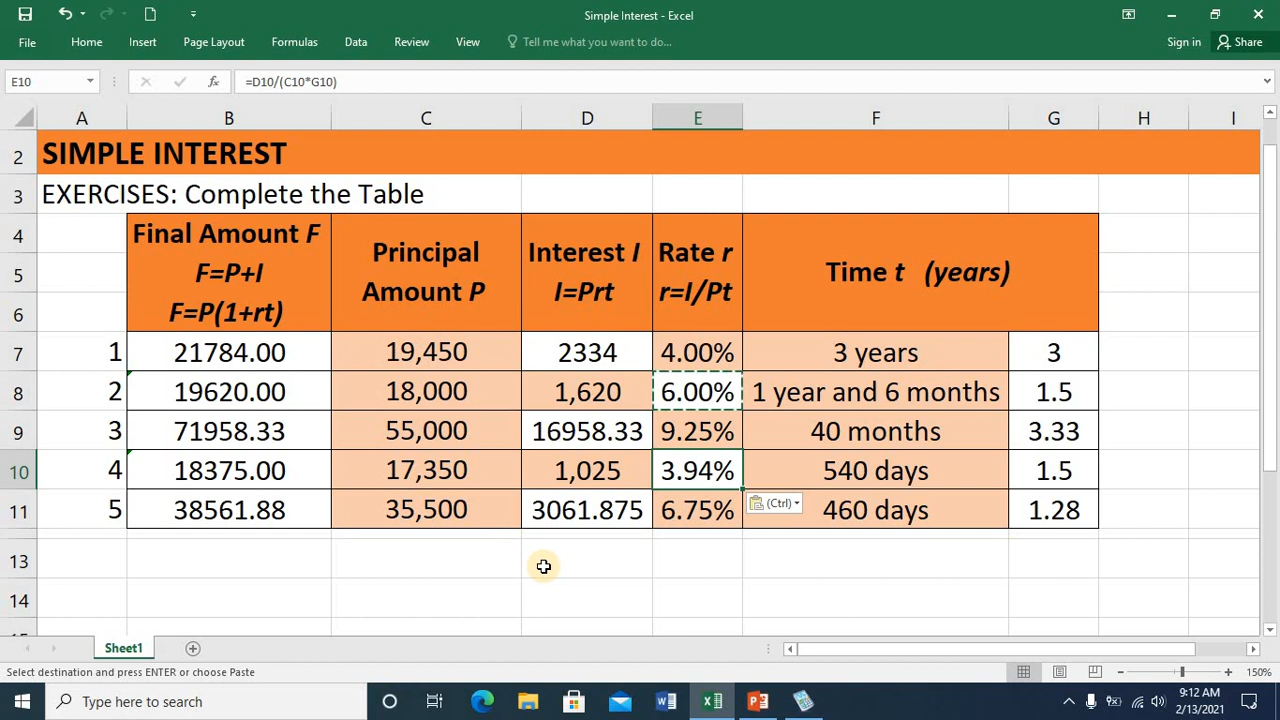 Simple Interest - Excel
File Home Insert Page Layout Formulas Data Review View Tell me what you want to do... Sign in Share
E10 fx =D10/(C10*G10)
A B C D E F G H I
2 SIMPLE INTEREST
3 EXERCISES: Complete the Table
4 Final Amount F
5 F=P+I
6 F=P(1+rt)
Principal
Amount P
Interest I
I=Prt
Rate r
r=I/Pt
Time t (years)
7 1 21784.00 19,450 2334 4.00% 3 years 3
8 2 19620.00 18,000 1,620 6.00% 1 year and 6 months 1.5
9 3 71958.33 55,000 16958.33 9.25% 40 months 3.33
10 4 18375.00 17,350 1,025 3.94% 540 days 1.5
11 5 38561.88 35,500 3061.875 6.75% 460 days 1.28
(Ctrl)
13
14
Sheet1
Select destination and press ENTER or choose Paste 150%
Type here to search
9:12 AM
2/13/2021